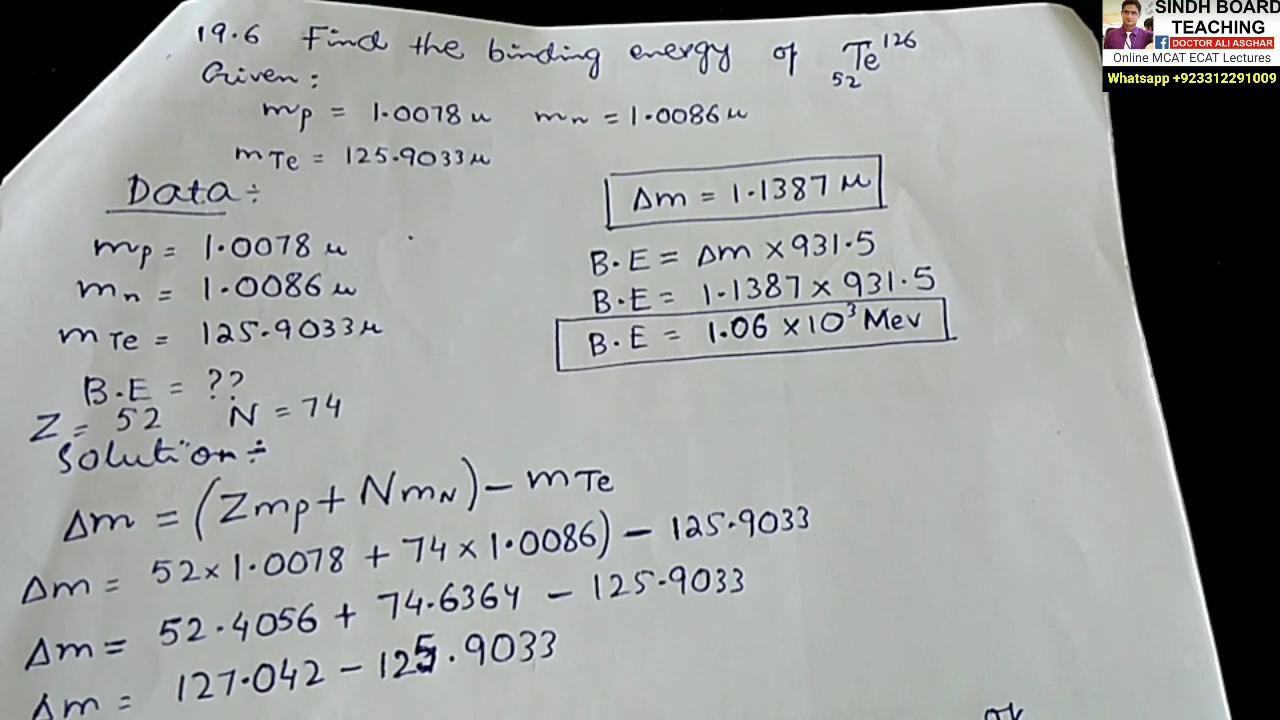 SINDH BOARD
TEACHING
f DOCTOR ALI ASGHAR
Online MCAT ECAT Lectures
Whatsapp +923312291009
19.6 Find the binding energy of ₅₂Te¹²⁶
Given:
mp = 1.0078 u mn = 1.0086 u
mTe = 125.9033 u
Data ÷
mp = 1.0078 u
mn = 1.0086 u
mTe = 125.9033 u
B.E = ??
Z = 52 N = 74
Solution ÷
Δm = (Zmp + NmN) - mTe
Δm = 52 x 1.0078 + 74 x 1.0086) - 125.9033
Δm = 52.4056 + 74.6364 - 125.9033
Δm = 127.042 - 125.9033
Δm = 1.1387 u
B.E = Δm x 931.5
B.E = 1.1387 x 931.5
B.E = 1.06 x 10³ Mev